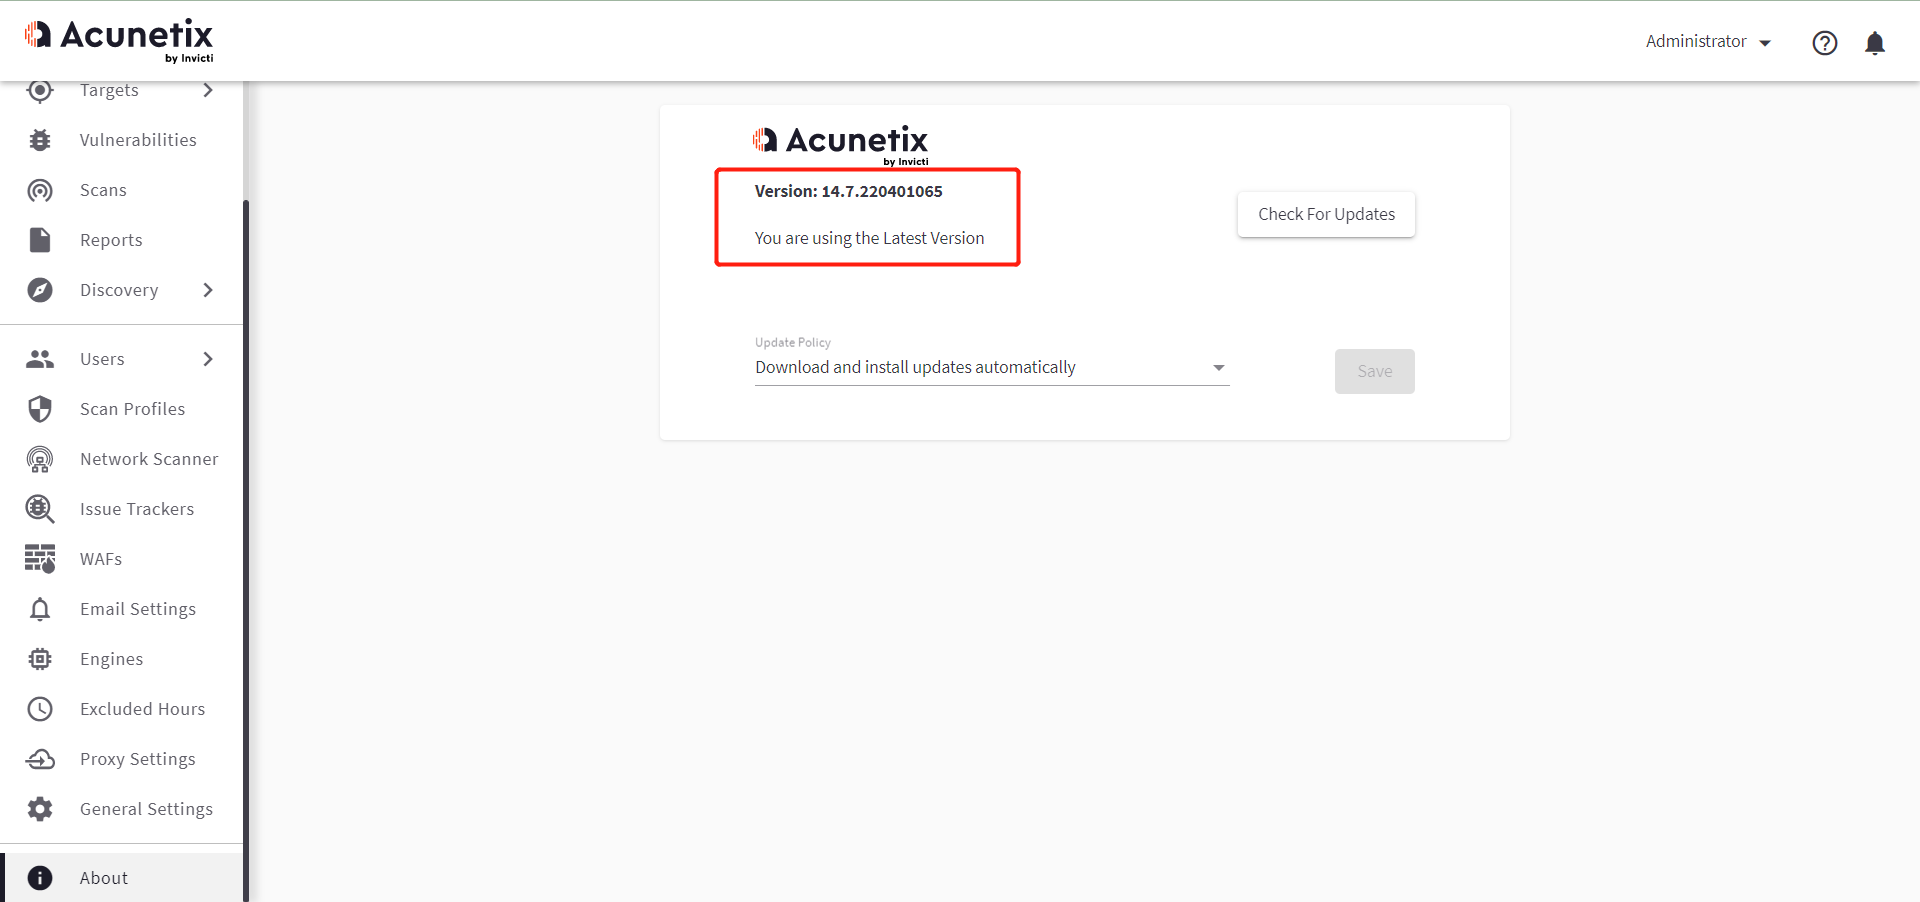 Acunetix
by Invicti
Administrator
Targets
Vulnerabilities
Scans
Reports
Discovery
Users
Scan Profiles
Network Scanner
Issue Trackers
WAFs
Email Settings
Engines
Excluded Hours
Proxy Settings
General Settings
About
Acunetix
by Invicti
Version: 14.7.220401065
You are using the Latest Version
Check For Updates
Update Policy
Download and install updates automatically
Save